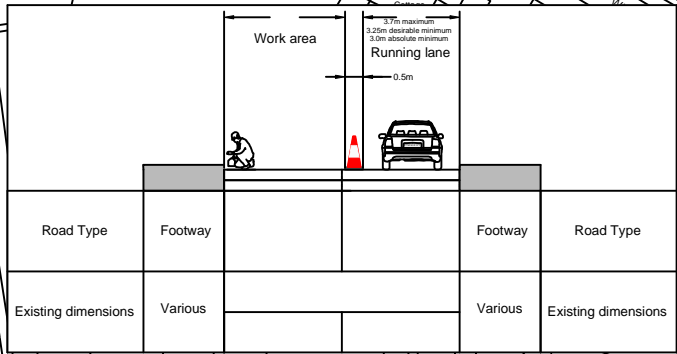 3.7m maximum
3.25m desirable minimum
3.0m absolute minimum
Work area
Running lane
0.5m
Road Type
Footway
Footway
Road Type
Existing dimensions
Various
Various
Existing dimensions